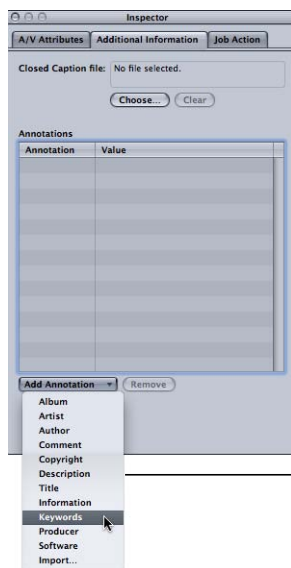 Inspector
A/V Attributes Additional Information Job Action
Closed Caption file: No file selected.
Choose... Clear
Annotations
Annotation Value
Add Annotation Remove
Album
Artist
Author
Comment
Copyright
Description
Title
Information
Keywords
Producer
Software
Import...